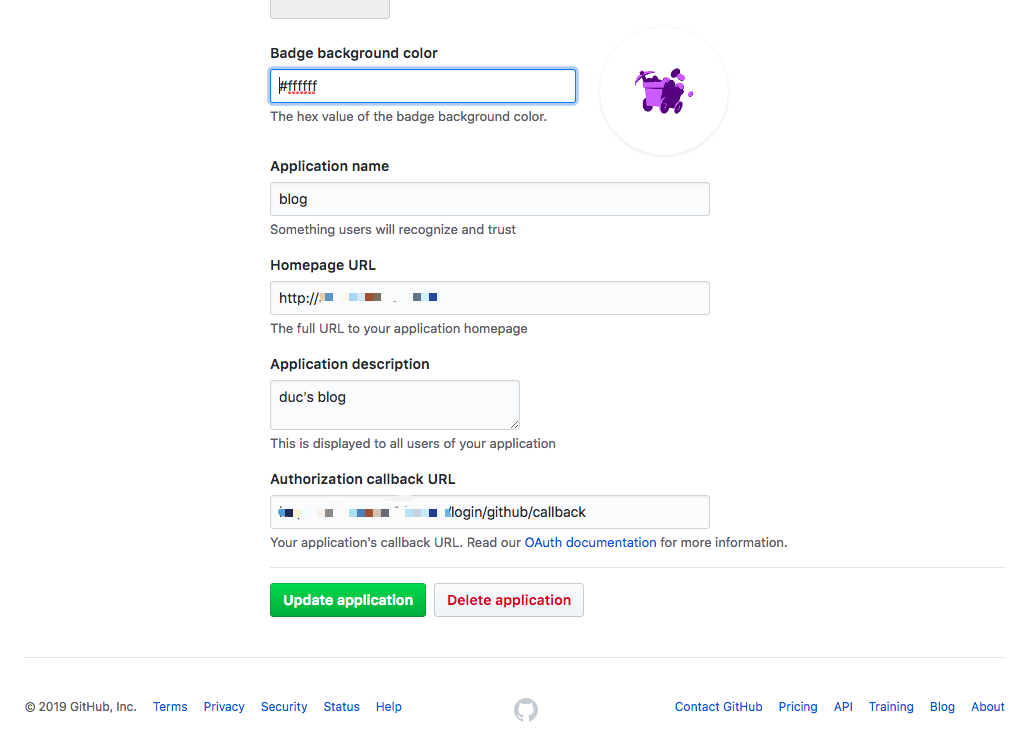 Badge background color
#ffffff
The hex value of the badge background color.
Application name
blog
Something users will recognize and trust
Homepage URL
http://
The full URL to your application homepage
Application description
duc's blog
This is displayed to all users of your application
Authorization callback URL
/login/github/callback
Your application's callback URL. Read our OAuth documentation for more information.
Update application Delete application
© 2019 GitHub, Inc. Terms Privacy Security Status Help Contact GitHub Pricing API Training Blog About